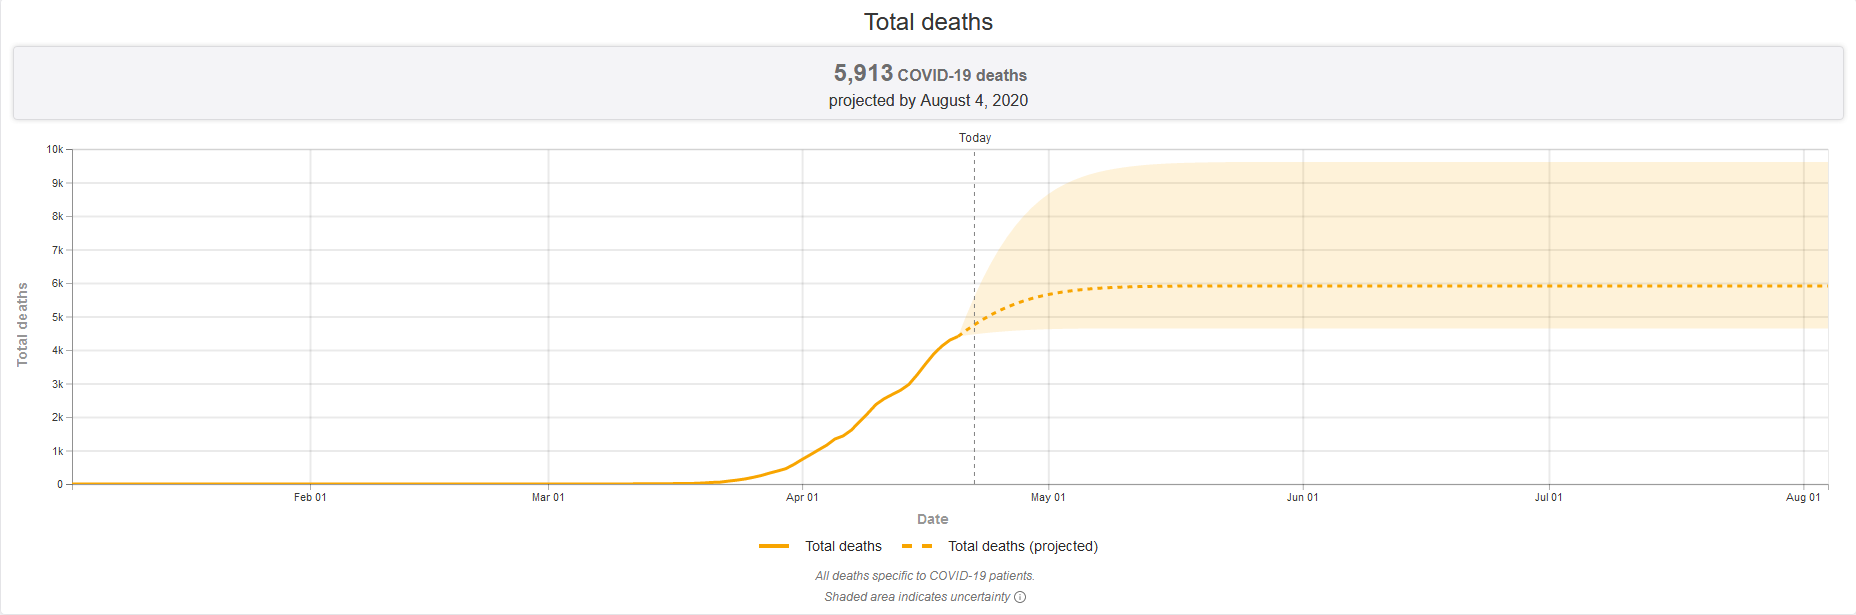 Total deaths
5,913 COVID-19 deaths
projected by August 4, 2020
Today
10k
9k
8k
7k
6k
5k
4k
3k
2k
1k
0
Total deaths
Feb 01
Mar 01
Apr 01
May 01
Jun 01
Jul 01
Aug 01
Date
Total deaths
Total deaths (projected)
All deaths specific to COVID-19 patients.
Shaded area indicates uncertainty